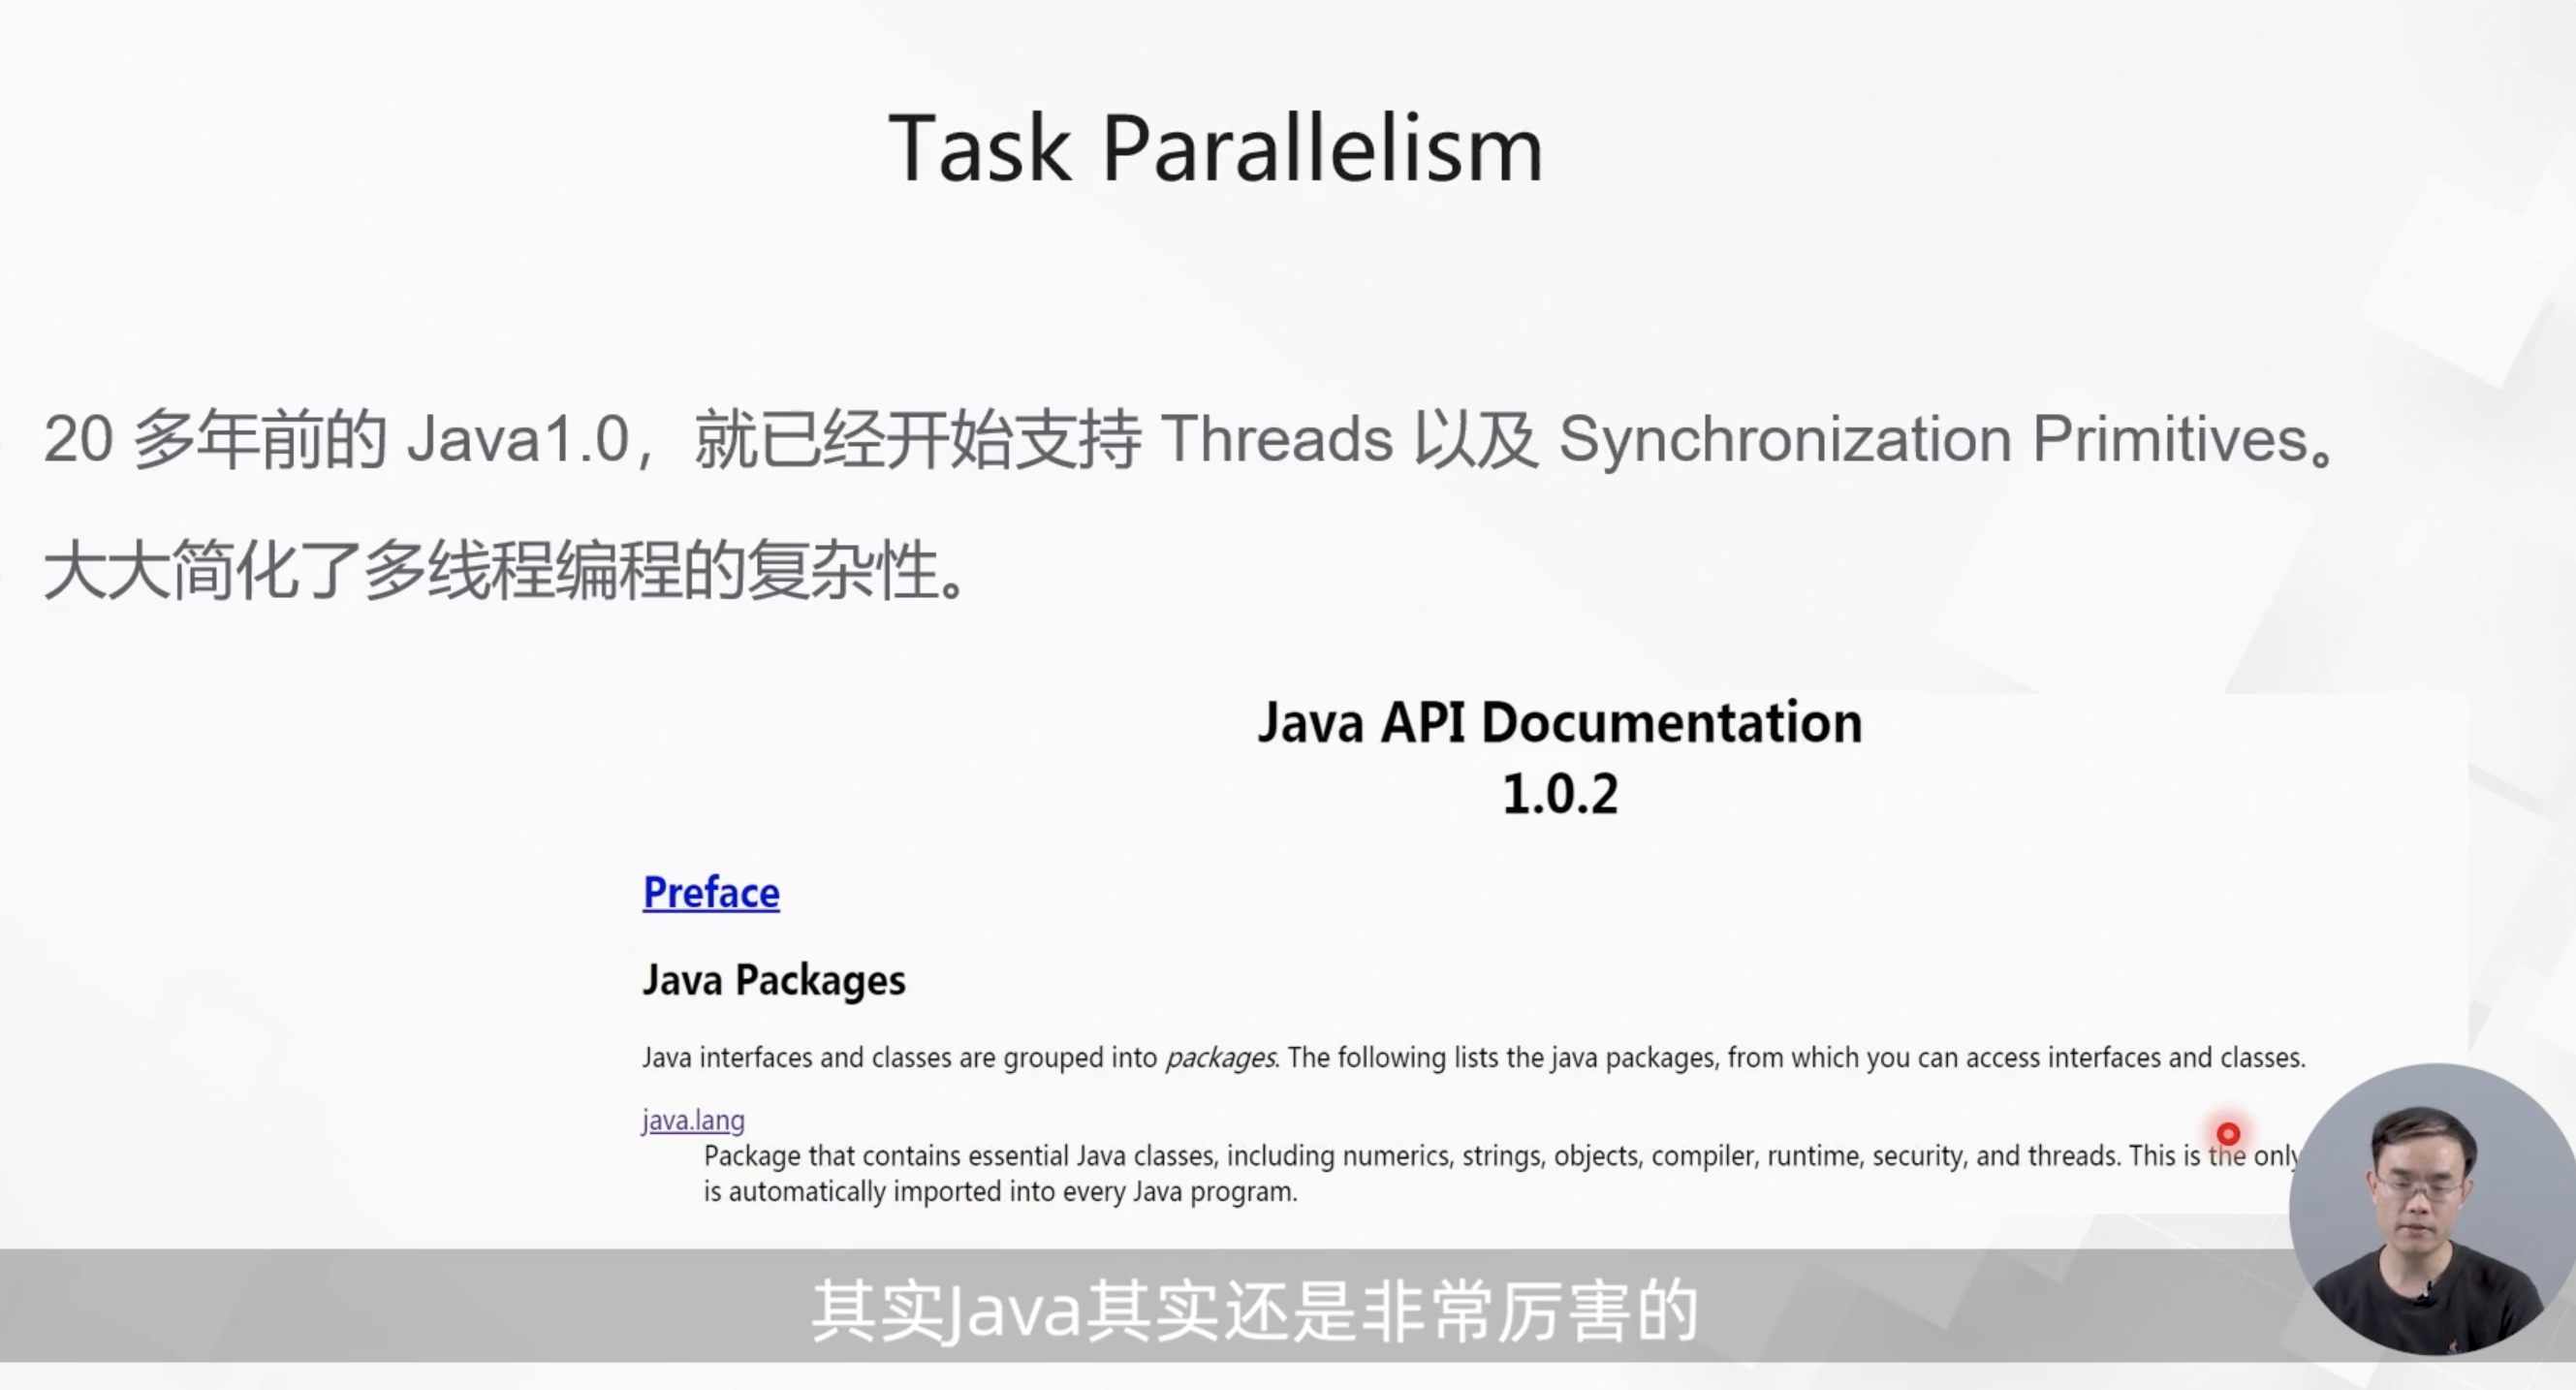 Task Parallelism
20 多年前的 Java1.0，就已经开始支持 Threads 以及 Synchronization Primitives。
大大简化了多线程编程的复杂性。
Java API Documentation
1.0.2
Preface
Java Packages
Java interfaces and classes are grouped into packages. The following lists the java packages, from which you can access interfaces and classes.
java.lang
Package that contains essential Java classes, including numerics, strings, objects, compiler, runtime, security, and threads. This is the only
is automatically imported into every Java program.
其实Java其实还是非常厉害的